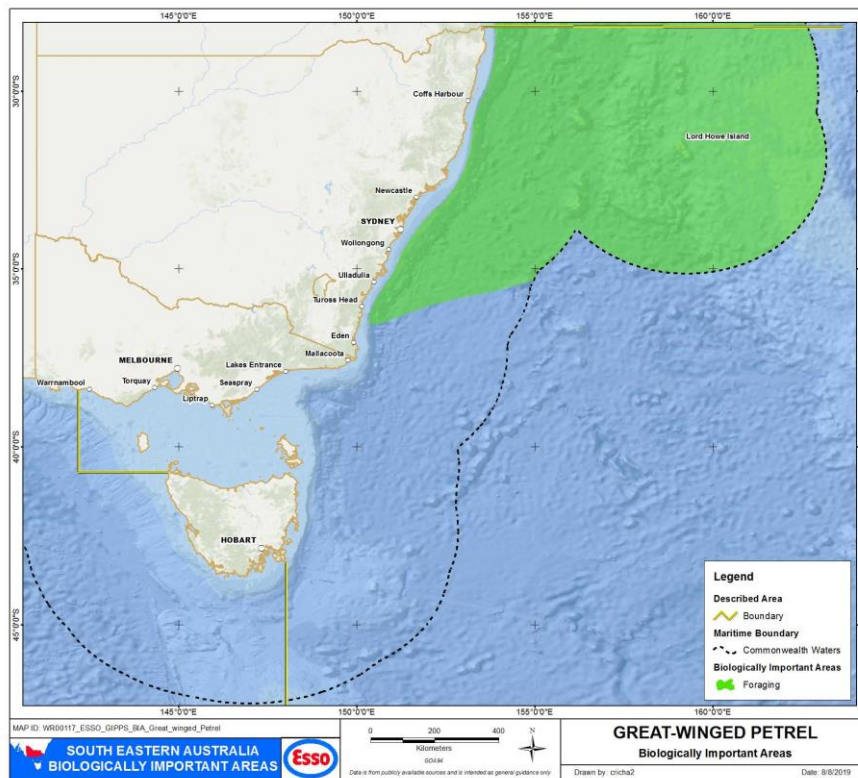 145°0'0"E
150°0'0"E
155°0'0"E
160°0'0"E
30°0'0"S
35°0'0"S
40°0'0"S
45°0'0"S
Coffs Harbour
Lord Howe Island
Newcastle
SYDNEY
Wollongong
Ulladulla
Tuross Head
Eden
Mallacoota
MELBOURNE
Lakes Entrance
Warrnambool
Torquay
Seaspray
Liptrap
HOBART
Legend
Described Area
Boundary
Maritime Boundary
Commonwealth Waters
Biologically Important Areas
Foraging
145°0'0"E
150°0'0"E
155°0'0"E
160°0'0"E
MAP ID: WR00117_ESSO_GIPPS_BIA_Great_winged_Petrel
SOUTH EASTERN AUSTRALIA
BIOLOGICALLY IMPORTANT AREAS
Esso
0 200 400
Kilometers
GDA94
N
Data is from publicly available sources and is intended as general guidance only
GREAT-WINGED PETREL
Biologically Important Areas
Drawn by: cricha2
Date: 8/8/2019